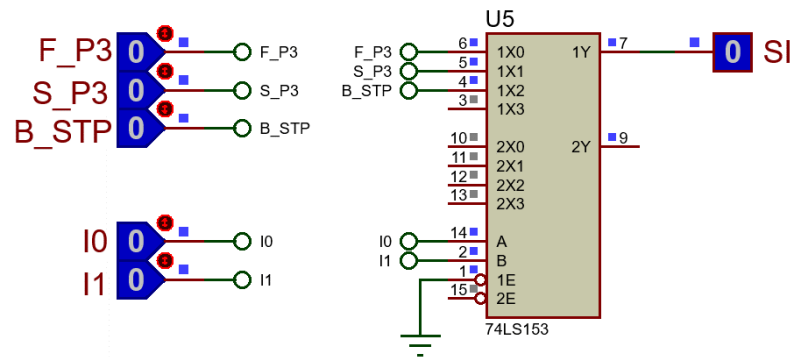 F_P3 0 F_P3
S_P3 0 S_P3
B_STP 0 B_STP
I0 0 I0
I1 0 I1
U5
F_P3 6 1X0 1Y 7 0 SI
S_P3 5 1X1
B_STP 4 1X2
3 1X3
10 2X0 2Y 9
11 2X1
12 2X2
13 2X3
I0 14 A
I1 2 B
1 1E
15 2E
74LS153